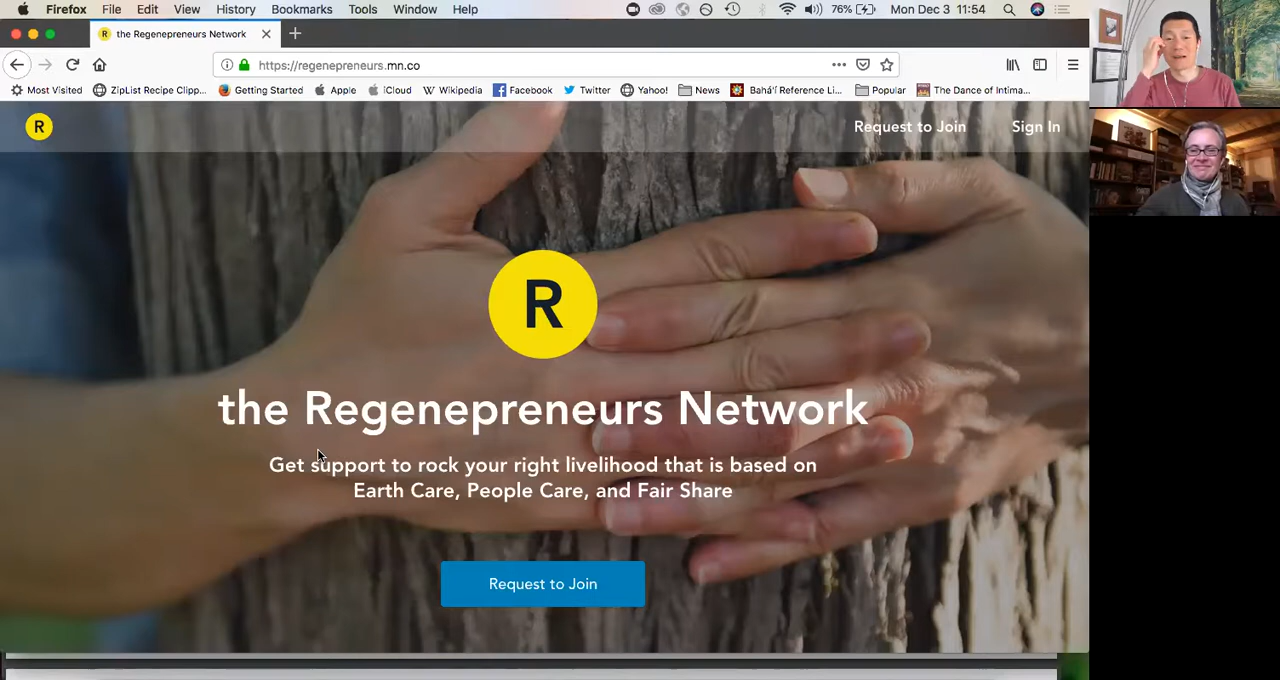 Firefox File Edit View History Bookmarks Tools Window Help 76% Mon Dec 3 11:54
R the Regenepreneurs Network
https://regenepreneurs.mn.co
Most Visited ZipList Recipe Clipp... Getting Started Apple iCloud Wikipedia Facebook Twitter Yahoo! News Bahá'í Reference Li... Popular The Dance of Intima...
R Request to Join Sign In
R
the Regenepreneurs Network
Get support to rock your right livelihood that is based on
Earth Care, People Care, and Fair Share
Request to Join